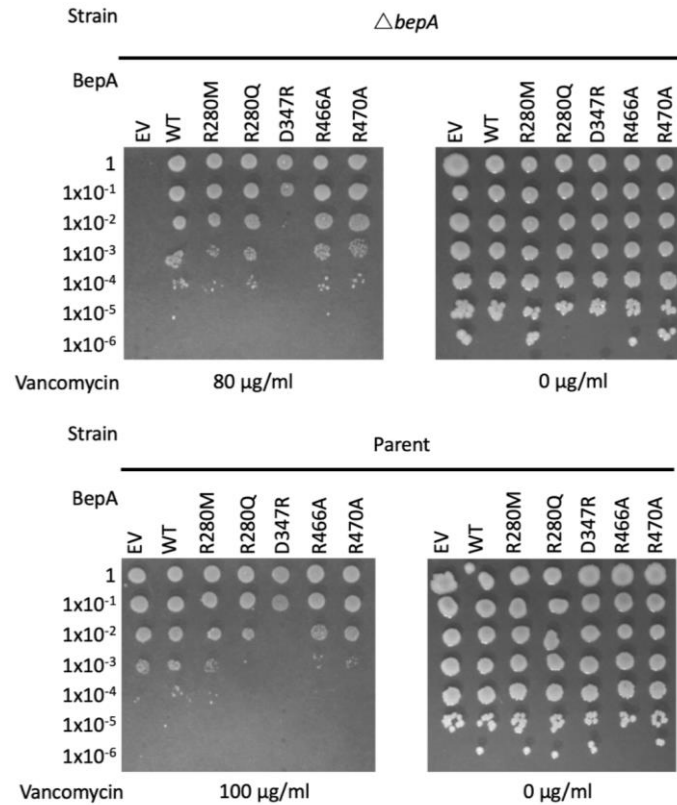 Strain
△bepA
BepA
EV WT R280M R280Q D347R R466A R470A
EV WT R280M R280Q D347R R466A R470A
1
1x10⁻¹
1x10⁻²
1x10⁻³
1x10⁻⁴
1x10⁻⁵
1x10⁻⁶
Vancomycin 80 µg/ml 0 µg/ml
Strain
Parent
BepA
EV WT R280M R280Q D347R R466A R470A
EV WT R280M R280Q D347R R466A R470A
1
1x10⁻¹
1x10⁻²
1x10⁻³
1x10⁻⁴
1x10⁻⁵
1x10⁻⁶
Vancomycin 100 µg/ml 0 µg/ml